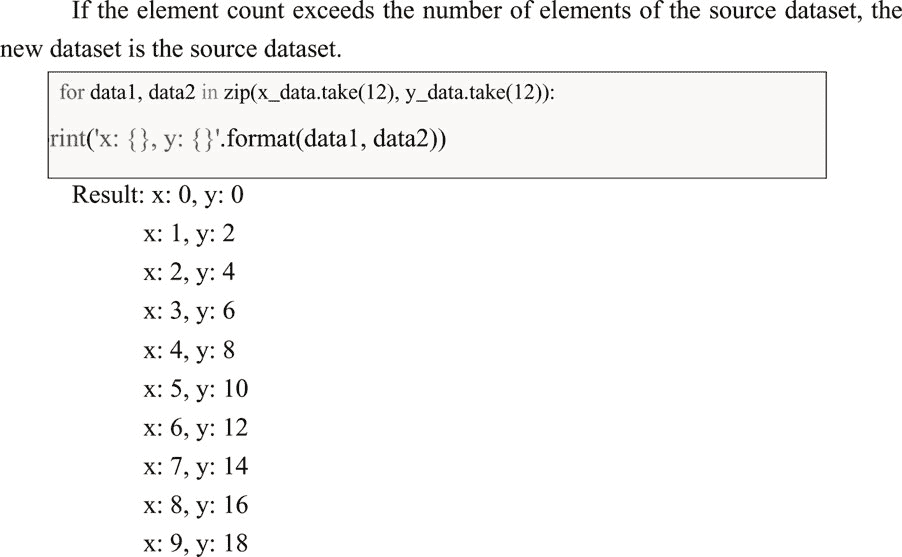 If the element count exceeds the number of elements of the source dataset, the
new dataset is the source dataset.
for data1, data2 in zip(x_data.take(12), y_data.take(12)):
rint('x: {}, y: {}'.format(data1, data2))
Result: x: 0, y: 0
x: 1, y: 2
x: 2, y: 4
x: 3, y: 6
x: 4, y: 8
x: 5, y: 10
x: 6, y: 12
x: 7, y: 14
x: 8, y: 16
x: 9, y: 18